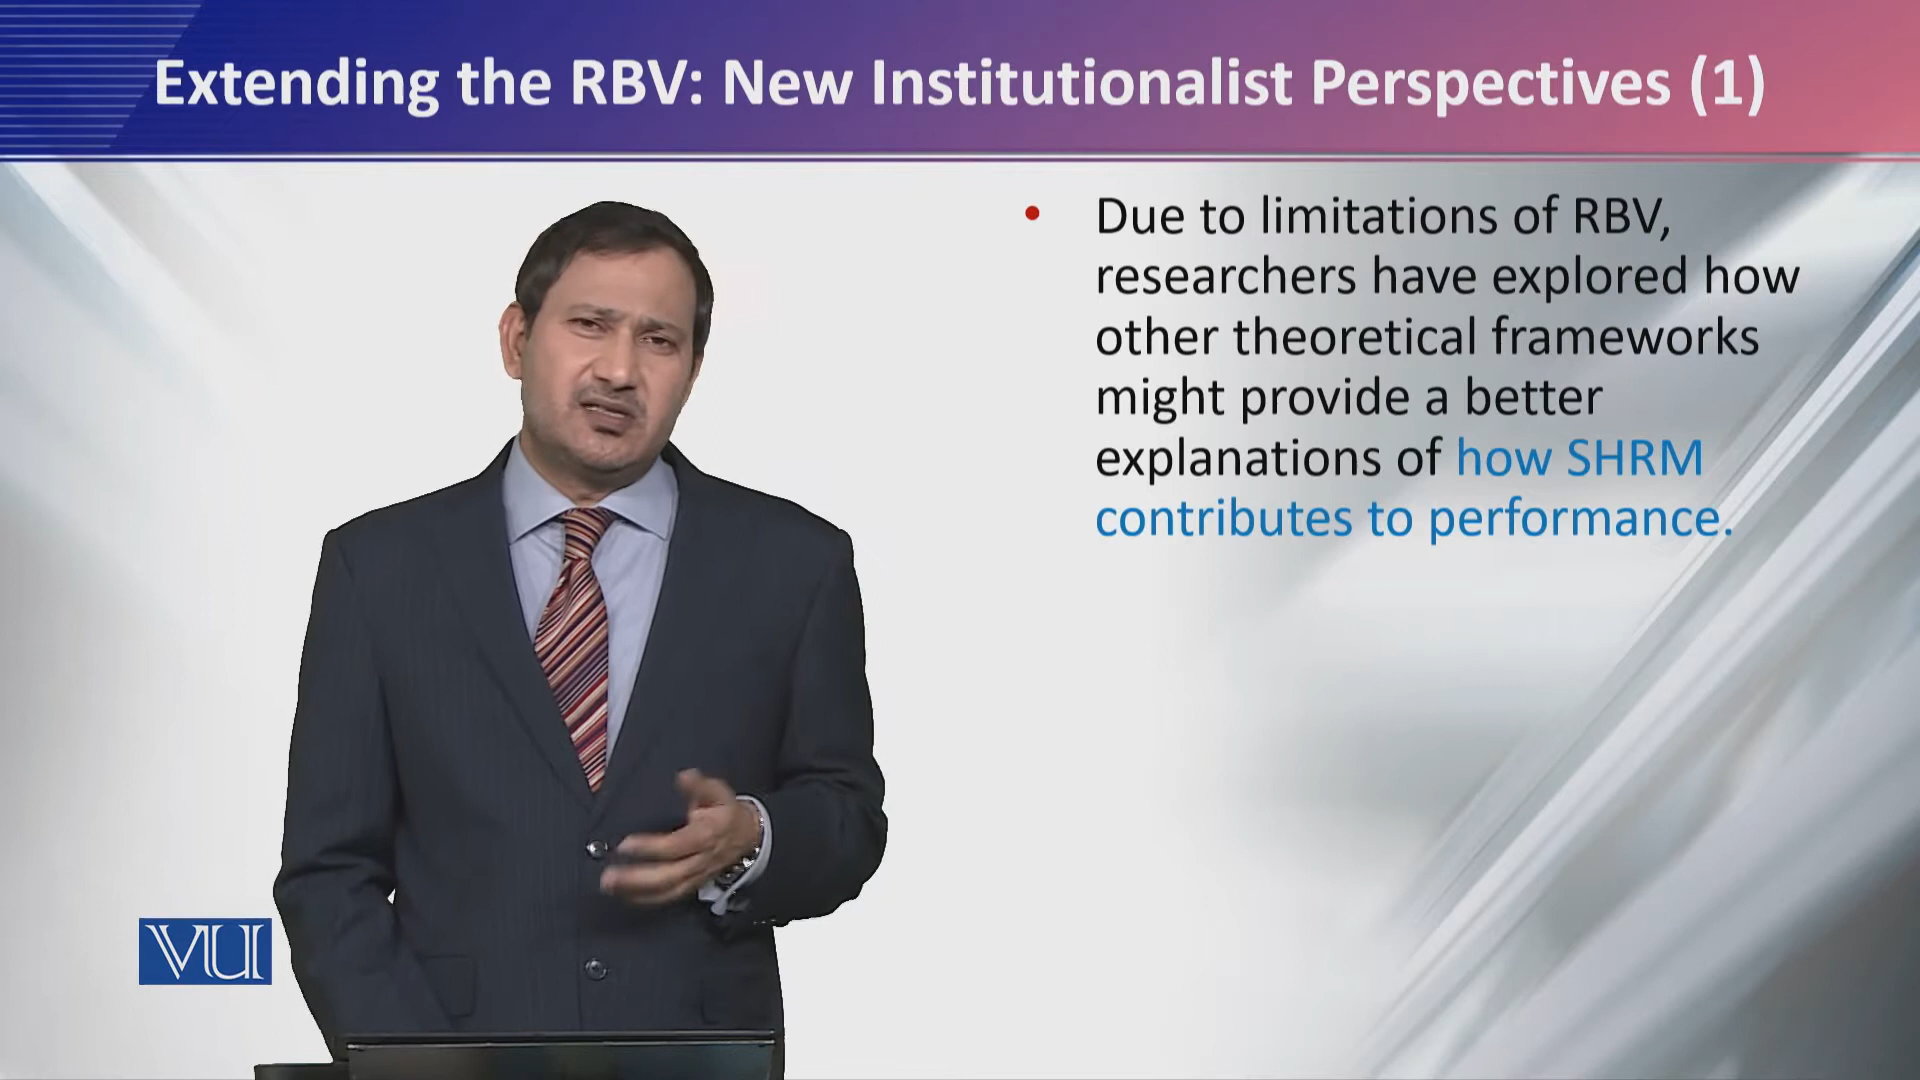 Extending the RBV: New Institutionalist Perspectives (1)
• Due to limitations of RBV,
researchers have explored how
other theoretical frameworks
might provide a better
explanations of how SHRM
contributes to performance.
VU